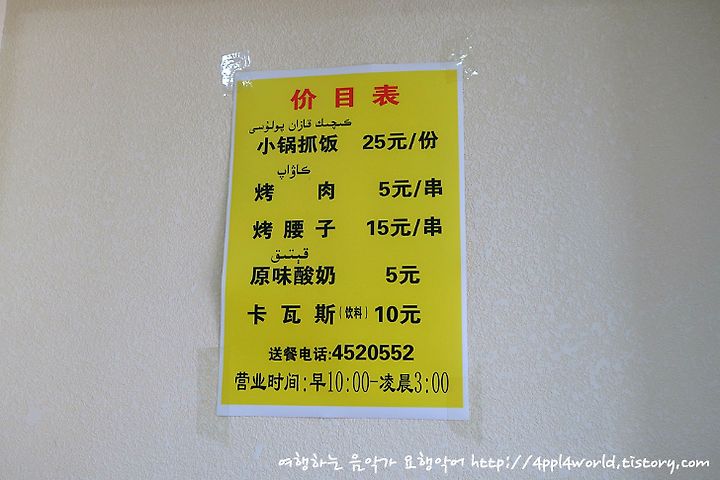 价目表
كىچىك قازان پولۇسى
小锅抓饭 25元/份
كاۋاپ
烤 肉 5元/串
烤腰子 15元/串
قېتىق
原味酸奶 5元
卡瓦斯(饮料) 10元
送餐电话:4520552
营业时间:早10:00-凌晨3:00
여행하는 음악가 요행악어 http://4ppl4world.tistory.com